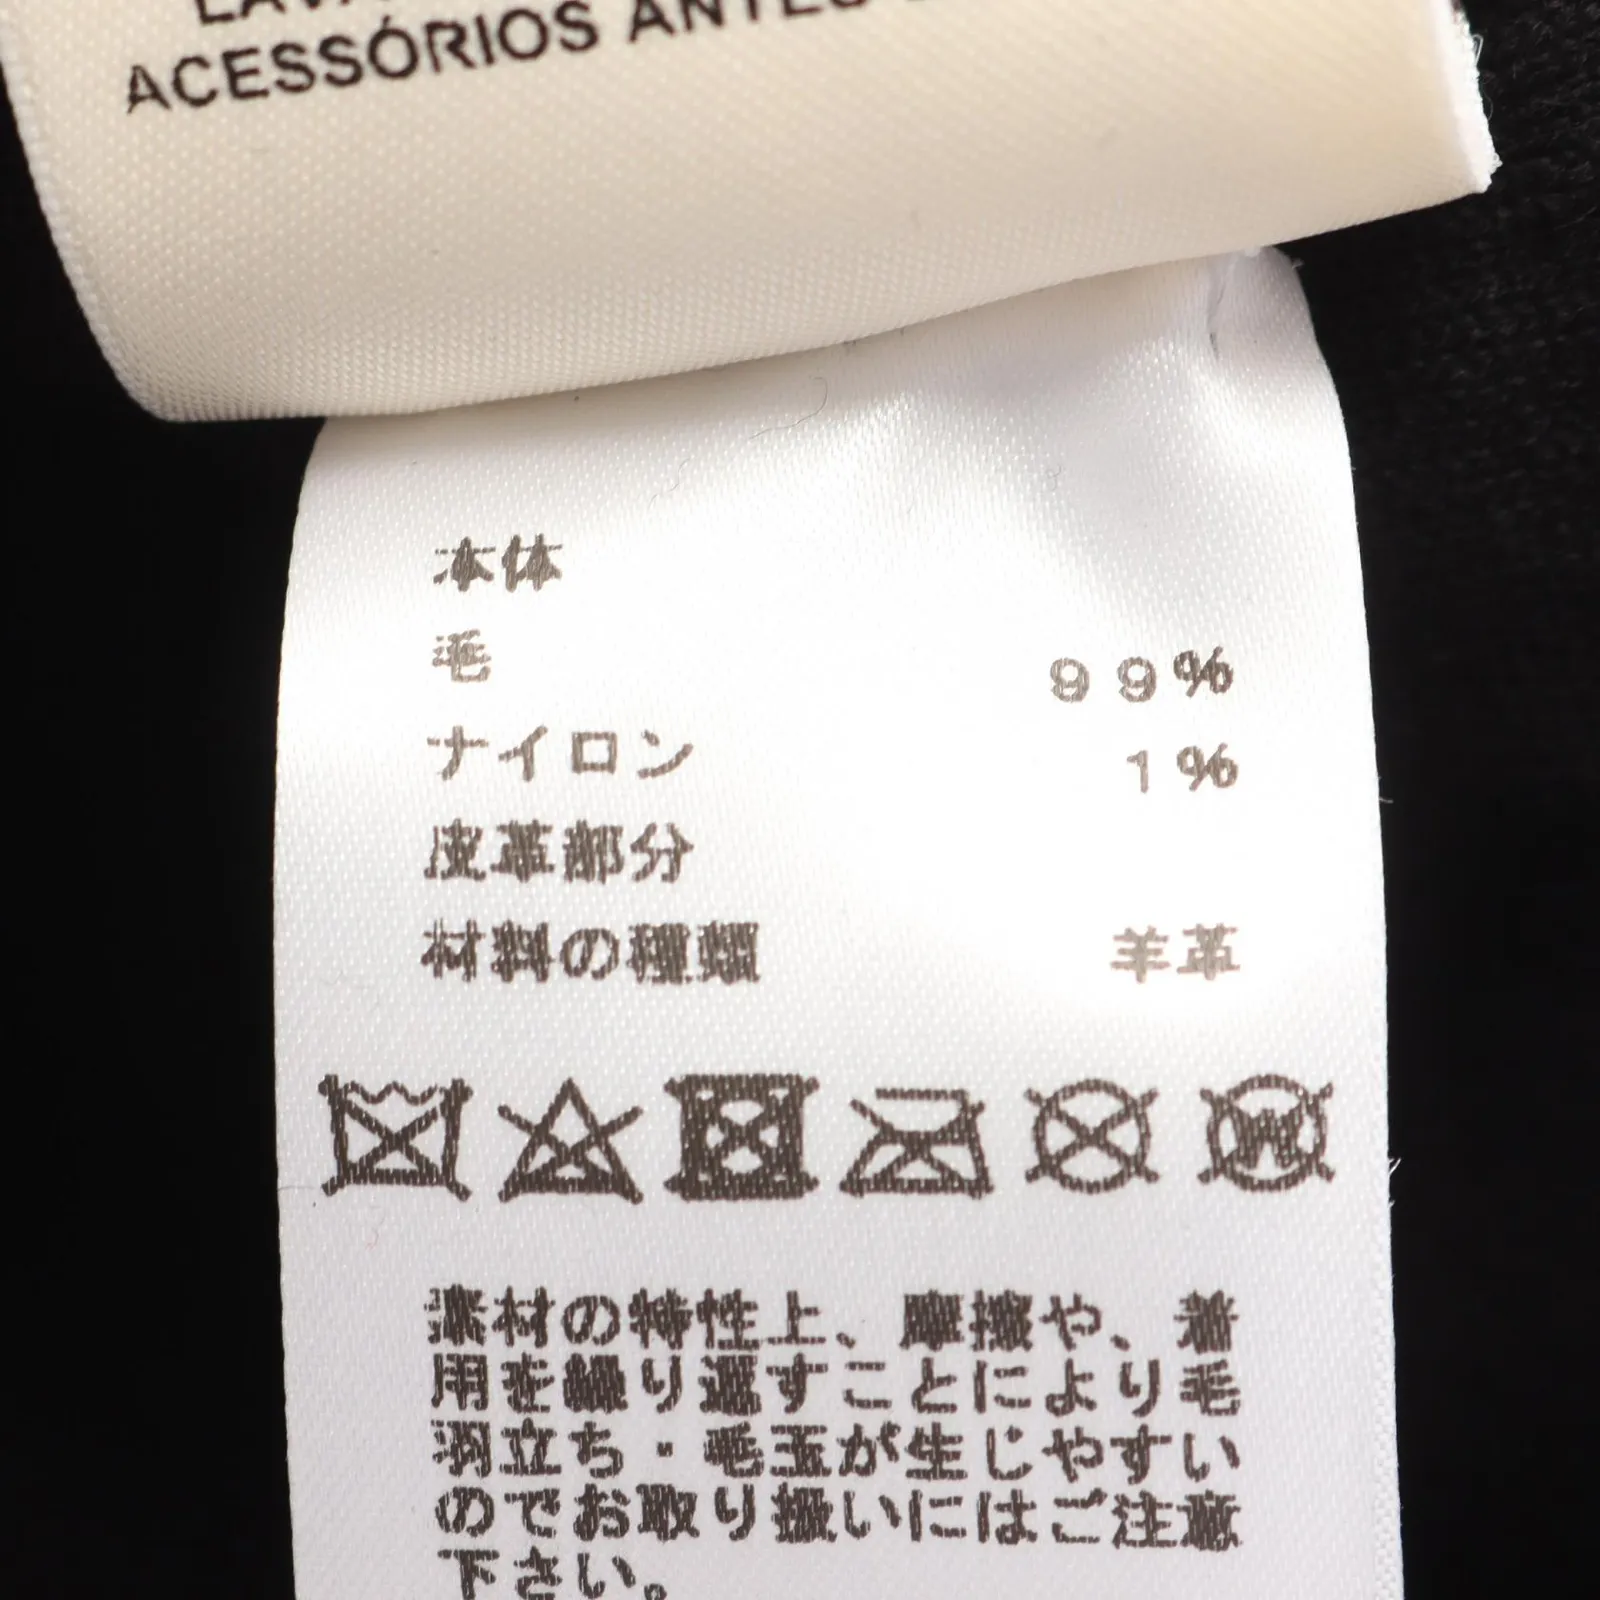 ACESSÓRIOS ANTES
本体
毛 99%
ナイロン 1%
皮革部分
材料の種類 羊革
素材の特性上、摩擦や、着
用を繰り返すことにより毛
羽立ち・毛玉が生じやすい
のでお取り扱いにはご注意
下さい。